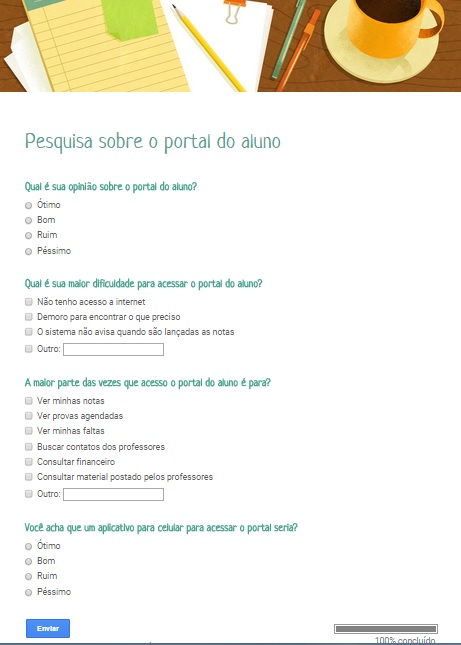 Pesquisa sobre o portal do aluno
Qual é sua opinião sobre o portal do aluno?
Ótimo
Bom
Ruim
Péssimo
Qual é sua maior dificuldade para acessar o portal do aluno?
Não tenho acesso a internet
Demoro para encontrar o que preciso
O sistema não avisa quando são lançadas as notas
Outro:
A maior parte das vezes que acesso o portal do aluno é para?
Ver minhas notas
Ver provas agendadas
Ver minhas faltas
Buscar contatos dos professores
Consultar financeiro
Consultar material postado pelos professores
Outro:
Você acha que um aplicativo para celular para acessar o portal seria?
Ótimo
Bom
Ruim
Péssimo
Enviar
100% concluído